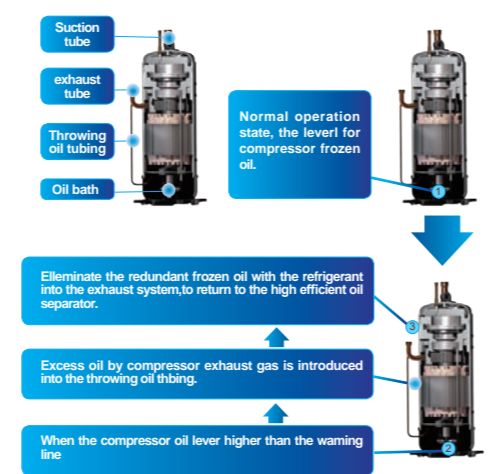 Suction
tube
exhaust
tube
Throwing
oil tubing
Oil bath
Normal operation
state, the leverl for
compressor frozen
oil.
1
Elleminate the redundant frozen oil with the refrigerant
into the exhaust system,to return to the high efficient oil
separator.
3
Excess oil by compressor exhaust gas is introduced
into the throwing oil thbing.
When the compressor oil lever higher than the waming
line
2